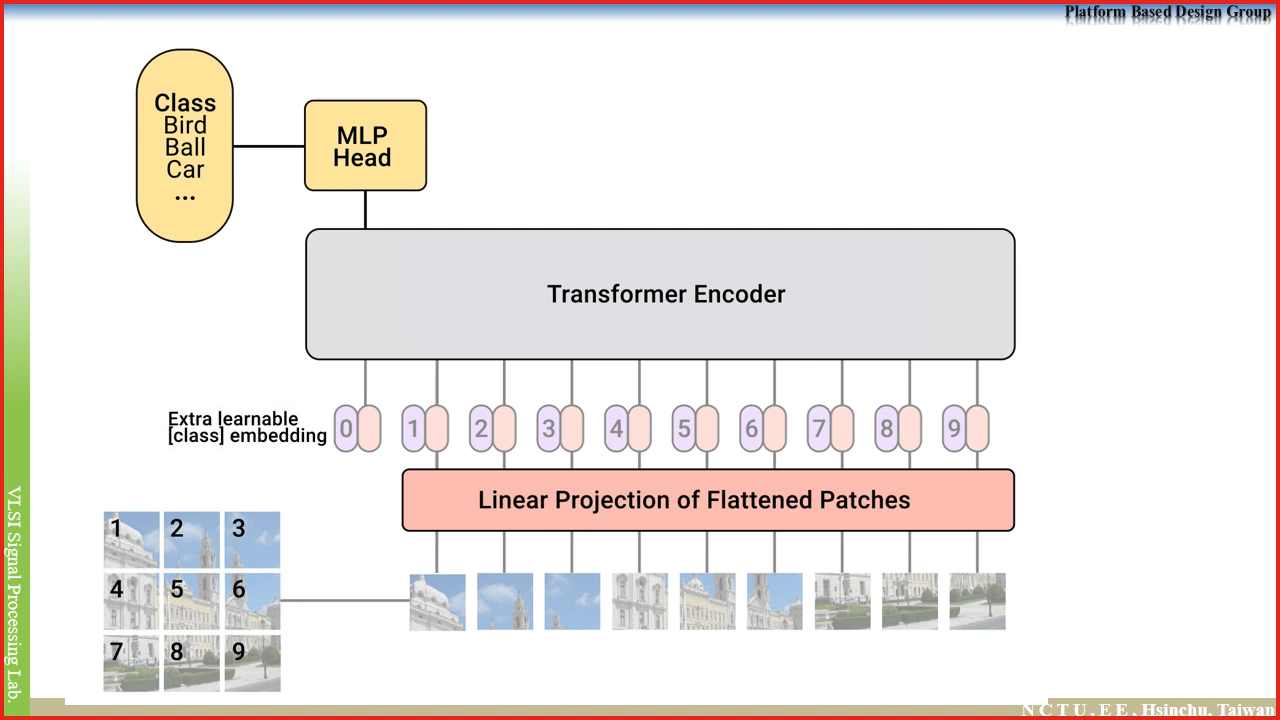 Platform Based Design Group
Class
Bird
Ball
Car
...
MLP
Head
Transformer Encoder
Extra learnable
[class] embedding
0 1 2 3 4 5 6 7 8 9
Linear Projection of Flattened Patches
1 2 3
4 5 6
7 8 9
VLSI Signal Processing Lab.
N C T U . E E . Hsinchu. Taiwan